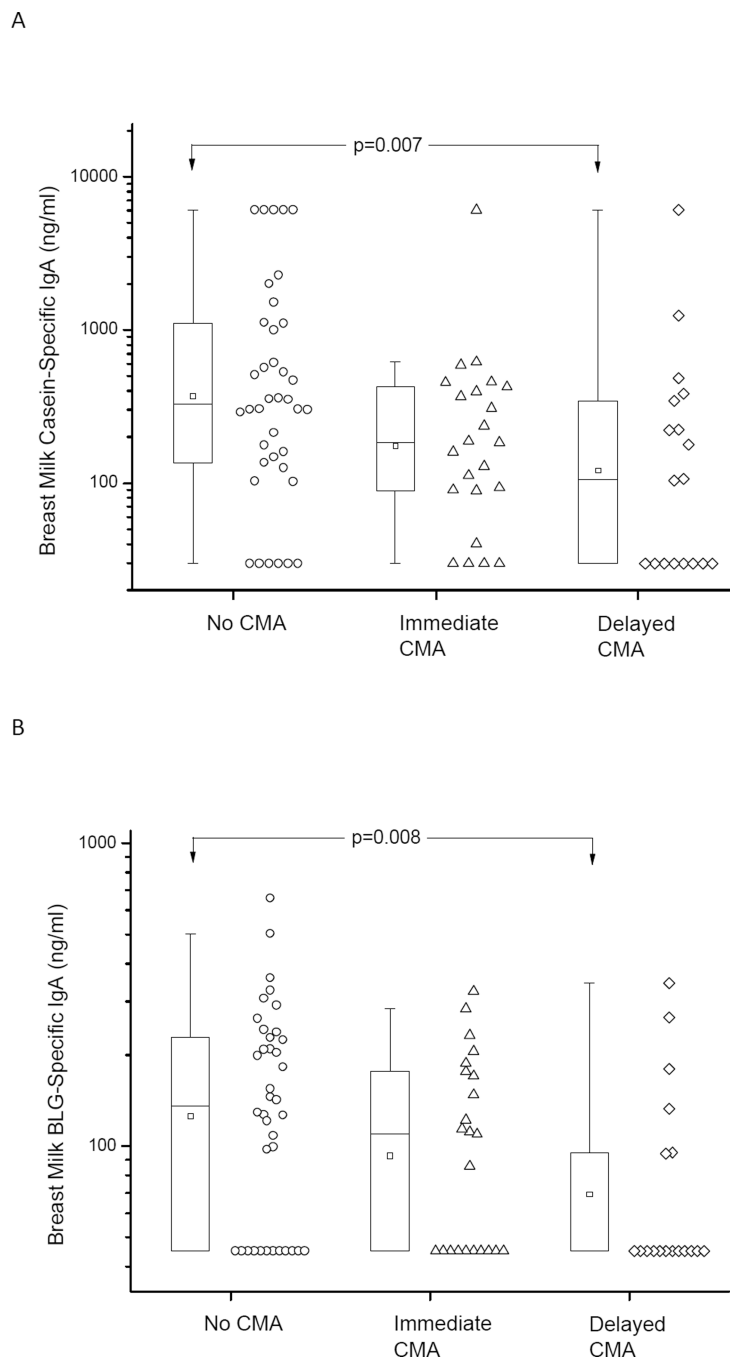 A
p=0.007
Breast Milk Casein-Specific IgA (ng/ml)
10000
1000
100
No CMA
Immediate
CMA
Delayed
CMA
B
p=0.008
Breast Milk BLG-Specific IgA (ng/ml)
1000
100
No CMA
Immediate
CMA
Delayed
CMA